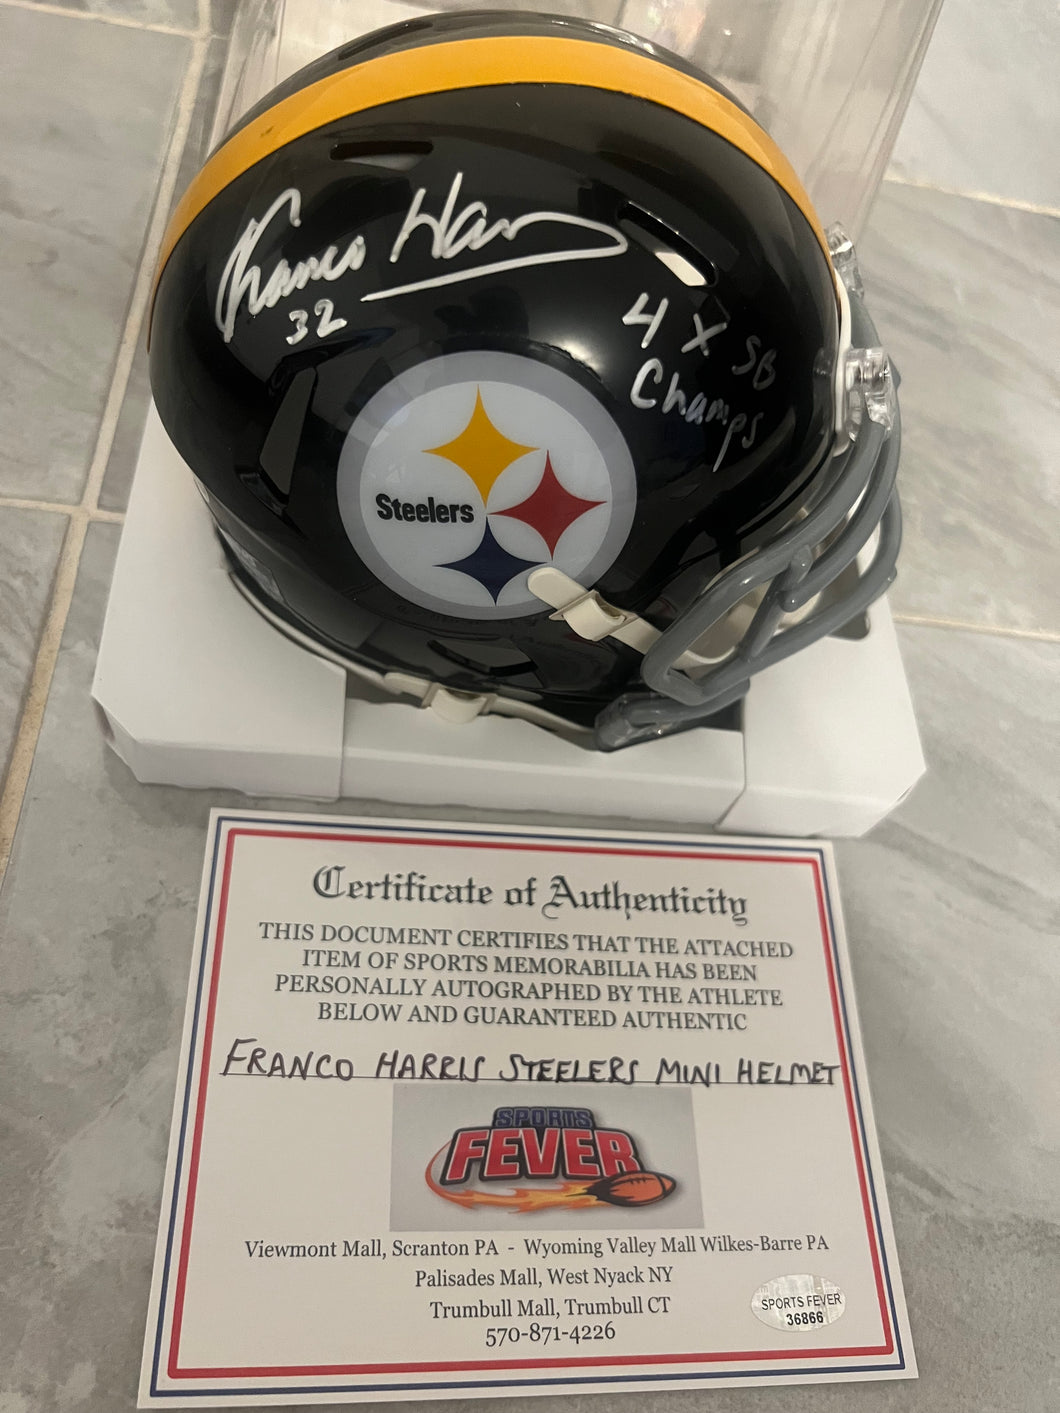 Franco Harris
32
4 X SB
Champs
Steelers
Certificate of Authenticity
THIS DOCUMENT CERTIFIES THAT THE ATTACHED
ITEM OF SPORTS MEMORABILIA HAS BEEN
PERSONALLY AUTOGRAPHED BY THE ATHLETE
BELOW AND GUARANTEED AUTHENTIC
FRANCO HARRIS STEELERS MINI HELMET
SPORTS
FEVER
Viewmont Mall, Scranton PA - Wyoming Valley Mall Wilkes-Barre PA
Palisades Mall, West Nyack NY
Trumbull Mall, Trumbull CT
570-871-4226
SPORTS FEVER
36866